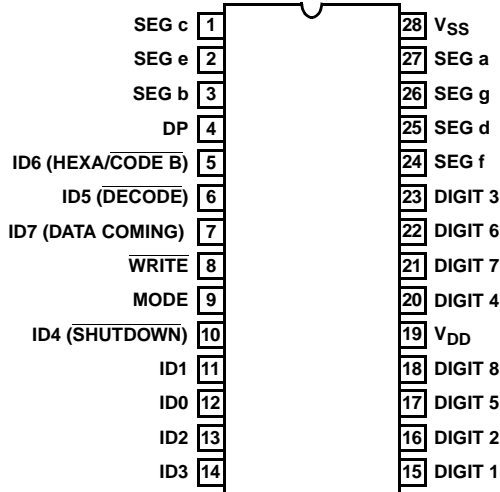 SEG c 1 28 VSS
SEG e 2 27 SEG a
SEG b 3 26 SEG g
DP 4 25 SEG d
ID6 (HEXA/CODE B) 5 24 SEG f
ID5 (DECODE) 6 23 DIGIT 3
ID7 (DATA COMING) 7 22 DIGIT 6
WRITE 8 21 DIGIT 7
MODE 9 20 DIGIT 4
ID4 (SHUTDOWN) 10 19 VDD
ID1 11 18 DIGIT 8
ID0 12 17 DIGIT 5
ID2 13 16 DIGIT 2
ID3 14 15 DIGIT 1